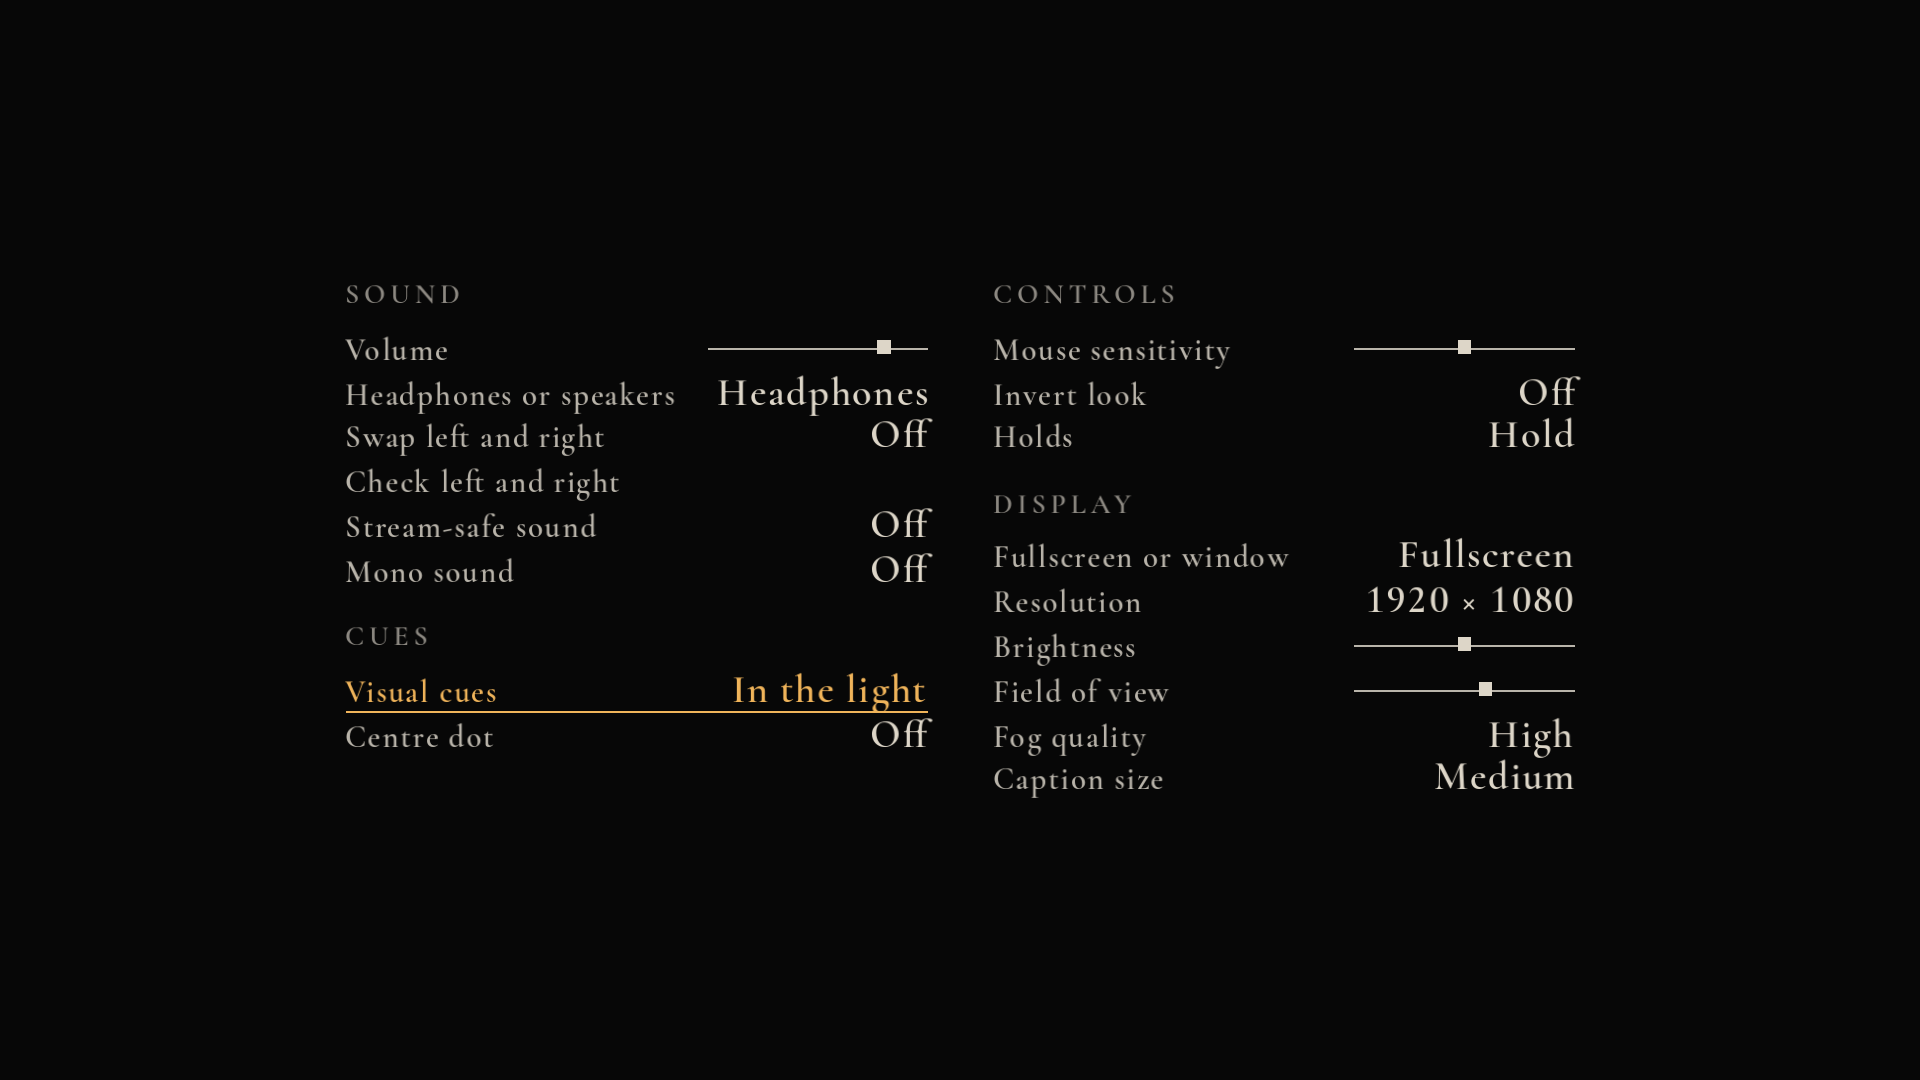 SOUND
Volume
Headphones or speakers Headphones
Swap left and right Off
Check left and right
Stream-safe sound Off
Mono sound Off
CUES
Visual cues In the light
Centre dot Off
CONTROLS
Mouse sensitivity
Invert look Off
Holds Hold
DISPLAY
Fullscreen or window Fullscreen
Resolution 1920 × 1080
Brightness
Field of view
Fog quality High
Caption size Medium